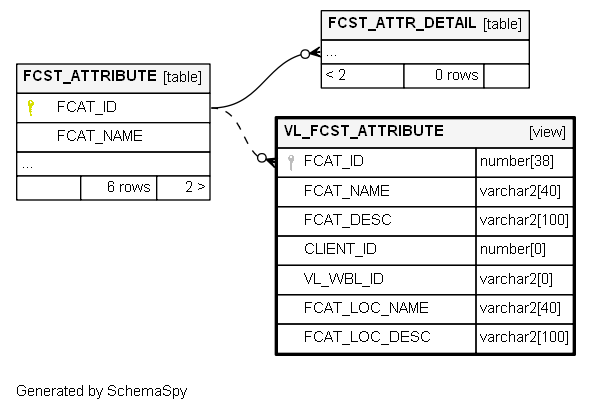 FCST_ATTR_DETAIL [table]
...
< 2 0 rows
FCST_ATTRIBUTE [table]
FCAT_ID
FCAT_NAME
...
6 rows 2 >
VL_FCST_ATTRIBUTE [view]
FCAT_ID number[38]
FCAT_NAME varchar2[40]
FCAT_DESC varchar2[100]
CLIENT_ID number[0]
VL_WBL_ID varchar2[0]
FCAT_LOC_NAME varchar2[40]
FCAT_LOC_DESC varchar2[100]
Generated by SchemaSpy